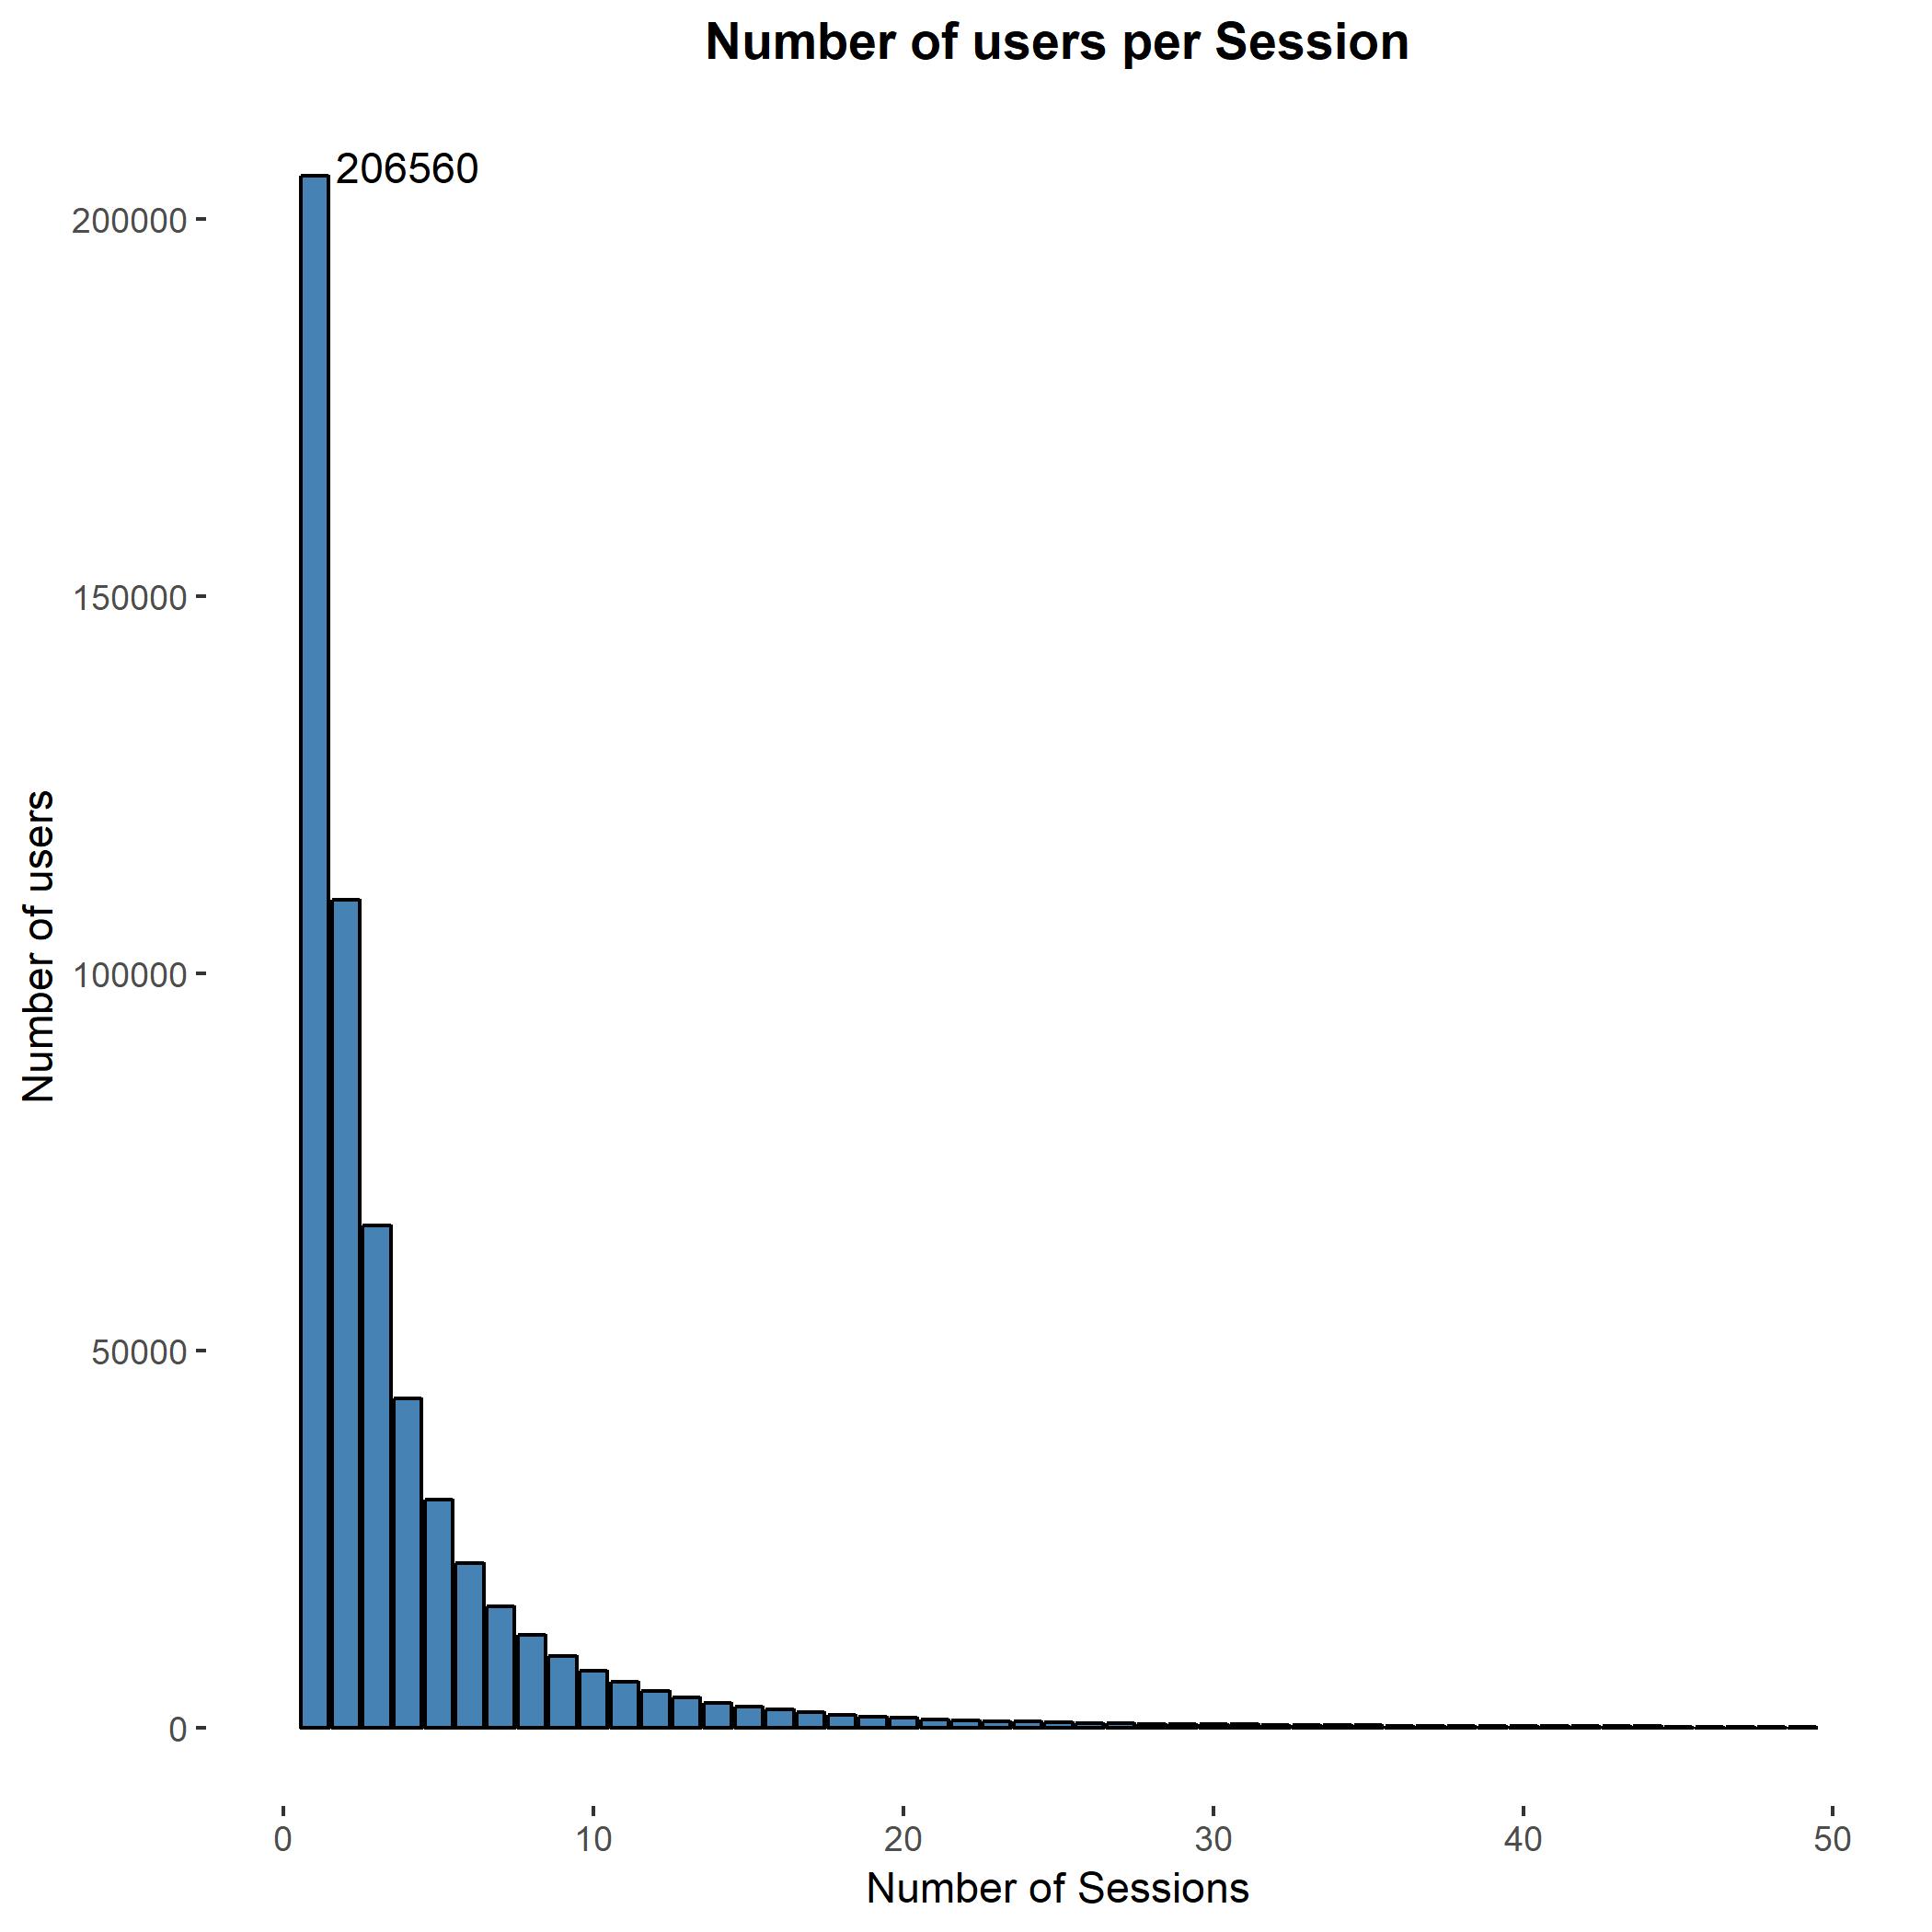 Number of users per Session
206560
200000
150000
100000
50000
0
Number of users
0 10 20 30 40 50
Number of Sessions